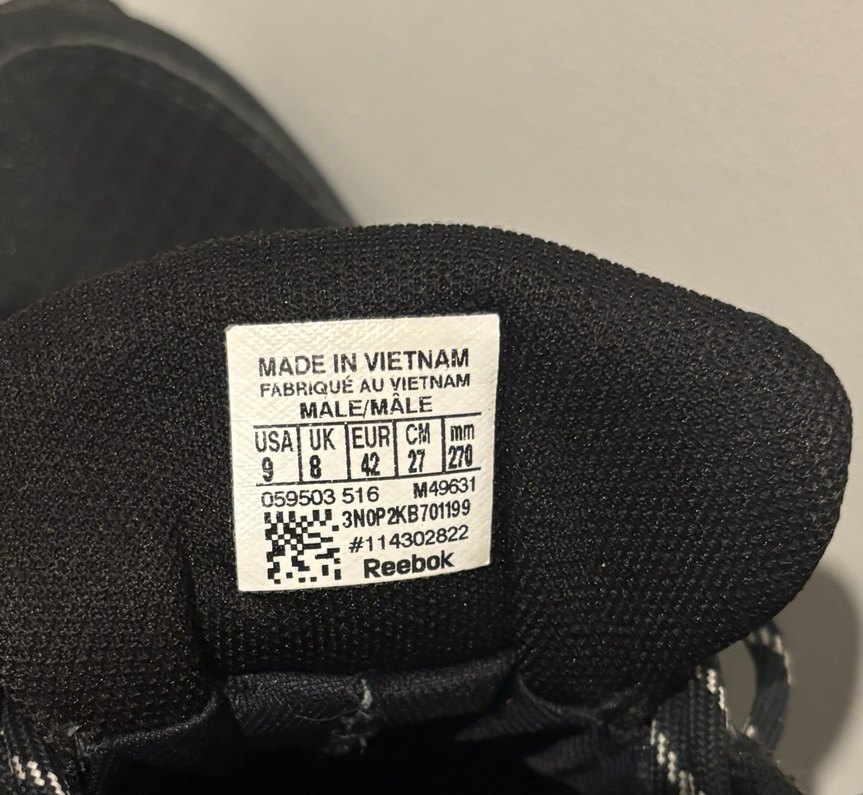 MADE IN VIETNAM
FABRIQUÉ AU VIETNAM
MALE/MÂLE
USA UK EUR CM mm
9 8 42 27 270
059503 516 M49631
3N0P2KB701199
#114302822
Reebok